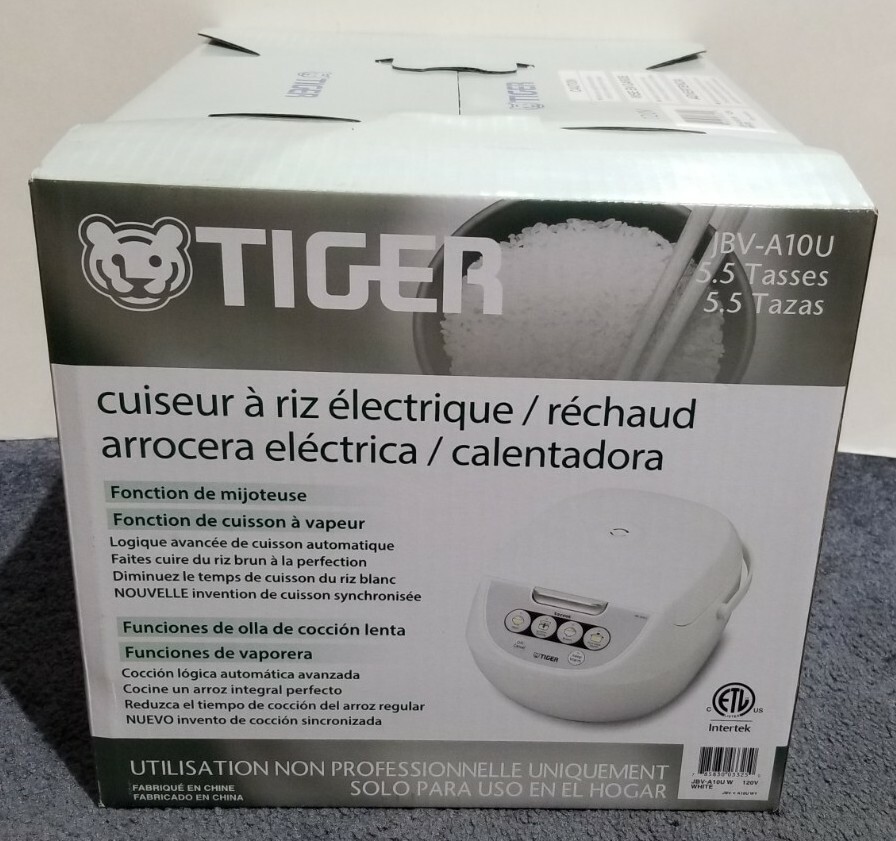 TIGER
TIGER
TIGER
JBV-A10U
5.5 Tasses
5.5 Tazas
cuiseur à riz électrique / réchaud
arrocera eléctrica / calentadora
Fonction de mijoteuse
Fonction de cuisson à vapeur
Logique avancée de cuisson automatique
Faites cuire du riz brun à la perfection
Diminuez le temps de cuisson du riz blanc
NOUVELLE invention de cuisson synchronisée
Funciones de olla de cocción lenta
Funciones de vaporera
Cocción lógica automática avanzada
Cocine un arroz integral perfecto
Reduzca el tiempo de cocción del arroz regular
NUEVO invento de cocción sincronizada
TIGER
C ETL US
Intertek
UTILISATION NON PROFESSIONNELLE UNIQUEMENT
SOLO PARA USO EN EL HOGAR
FABRIQUÉ EN CHINE
FABRICADO EN CHINA
JBV-A10U W 120V
WHITE